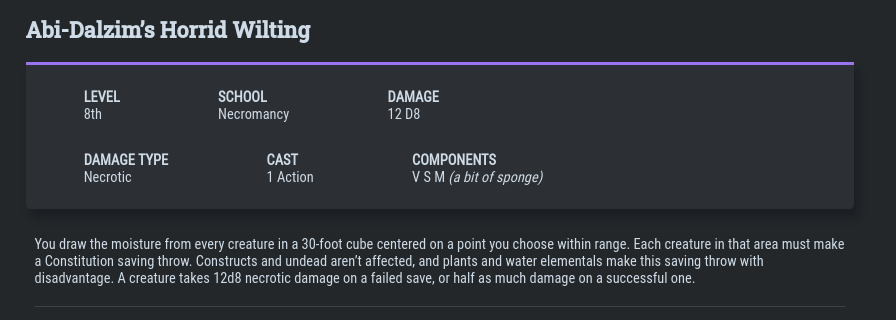 Abi-Dalzim’s Horrid Wilting
LEVEL SCHOOL DAMAGE
8th Necromancy 12 D8
DAMAGE TYPE CAST COMPONENTS
Necrotic 1 Action V S M (a bit of sponge)
You draw the moisture from every creature in a 30-foot cube centered on a point you choose within range. Each creature in that area must make
a Constitution saving throw. Constructs and undead aren’t affected, and plants and water elementals make this saving throw with
disadvantage. A creature takes 12d8 necrotic damage on a failed save, or half as much damage on a successful one.